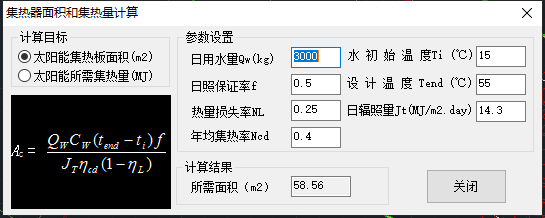 集热器面积和集热量计算
计算目标
太阳能集热板面积(m2)
太阳能所需集热量(MJ)
A_c = Q_W C_W (t_end − t_i) f / J_T η_cd (1−η_L)
参数设置
日用水量Qw(kg) 3000 水 初 始 温 度Ti (℃) 15
日照保证率f 0.5 设 计 温 度 Tend (℃) 55
热量损失率NL 0.25 日辐照量Jt(MJ/m2.day) 14.3
年均集热率Ncd 0.4
计算结果
所需面积 (m2) 58.56
关闭